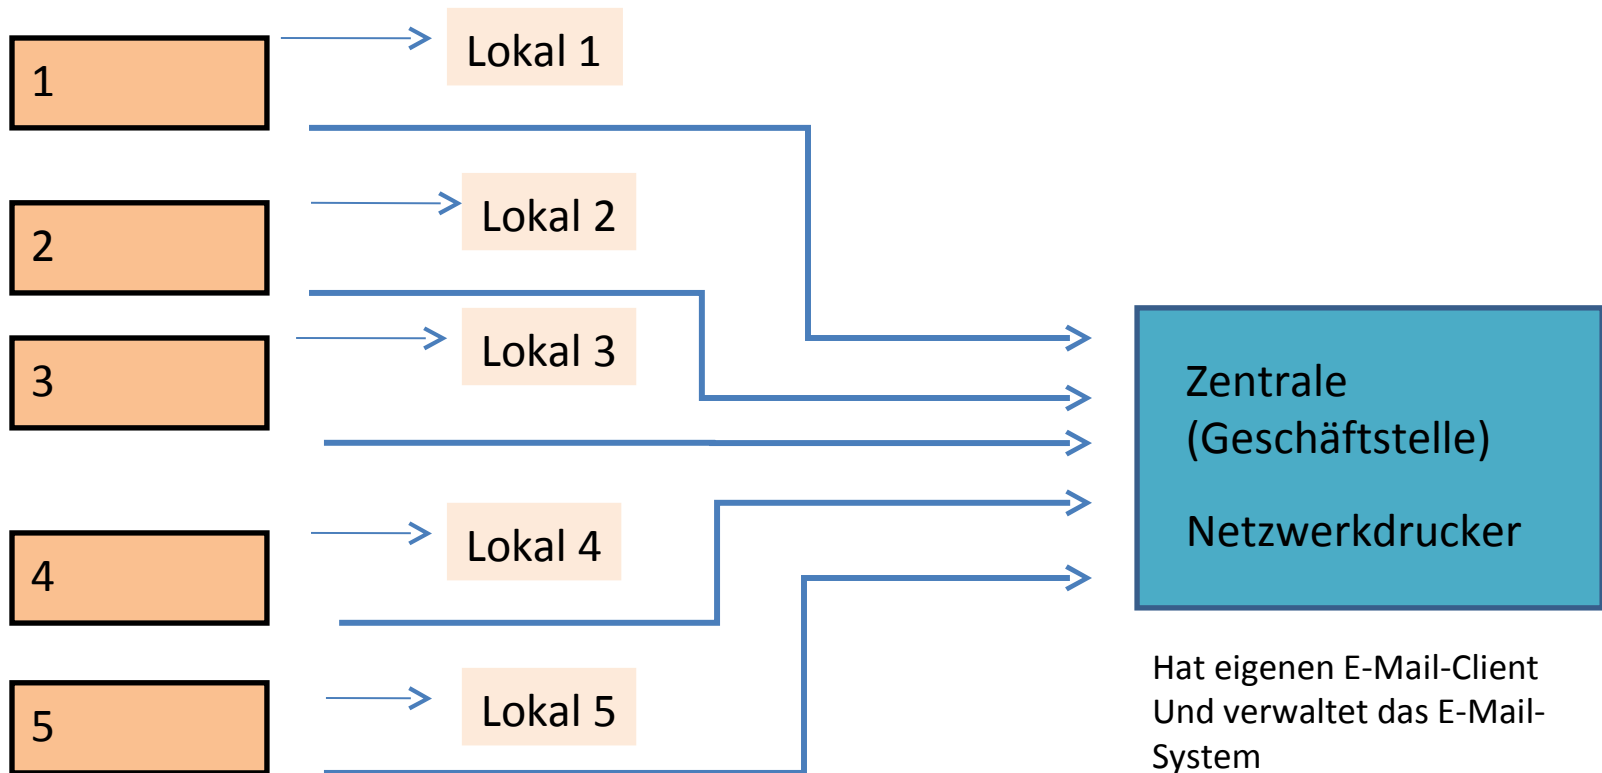 1
Lokal 1
2
Lokal 2
3
Lokal 3
4
Lokal 4
5
Lokal 5
Zentrale
(Geschäftstelle)
Netzwerkdrucker
Hat eigenen E-Mail-Client
Und verwaltet das E-Mail-
System